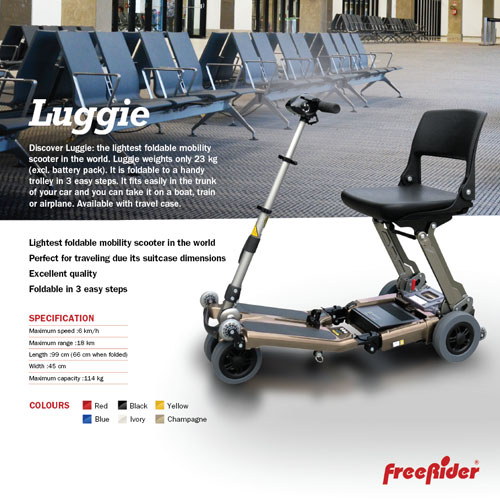 Luggie
Discover Luggie: the lightest foldable mobility
scooter in the world. Luggie weights only 23 kg
(excl. battery pack). It is foldable to a handy
trolley in 3 easy steps. It fits easily in the trunk
of your car and you can take it on a boat, train
or airplane. Available with travel case.
Lightest foldable mobility scooter in the world
Perfect for traveling due its suitcase dimensions
Excellent quality
Foldable in 3 easy steps
SPECIFICATION
Maximum speed :6 km/h
Maximum range :18 km
Length :99 cm (66 cm when folded)
Width :45 cm
Maximum capacity :114 kg
COLOURS Red Black Yellow
Blue Ivory Champagne
FreeRider®